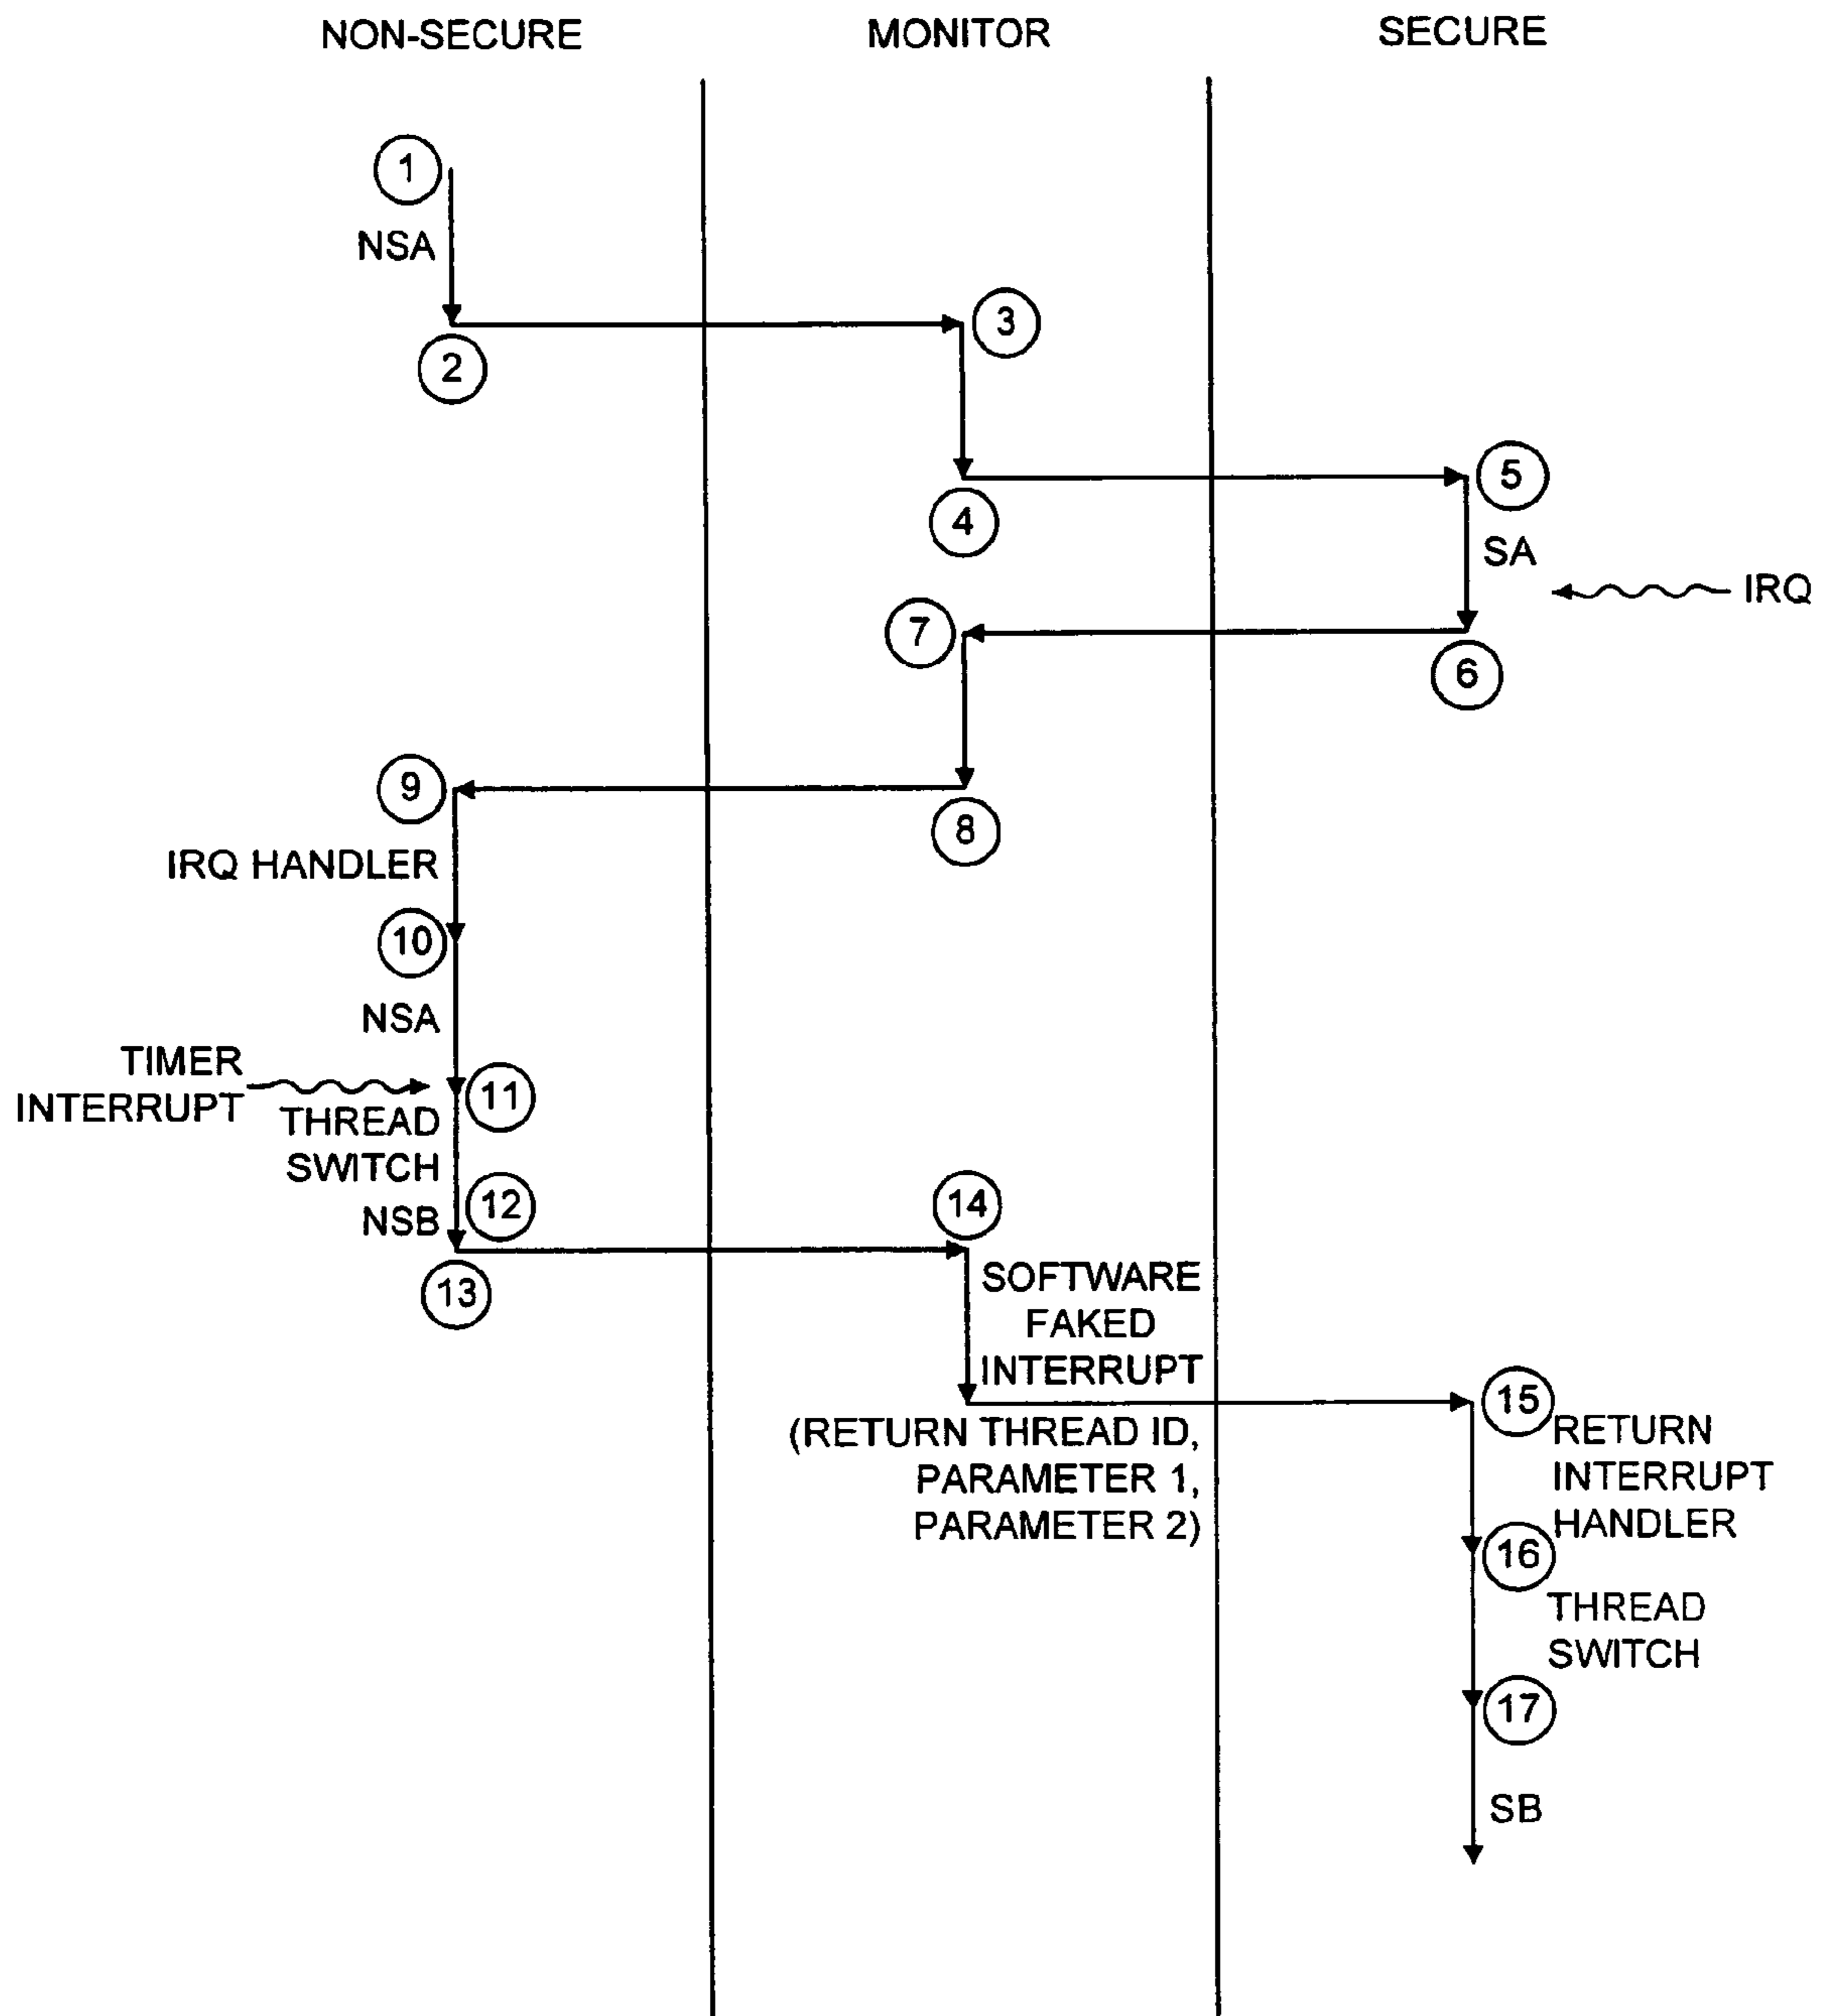 NON-SECURE
MONITOR
SECURE
1
NSA
2
3
4
5
SA
IRQ
6
7
8
9
IRQ HANDLER
10
NSA
TIMER
INTERRUPT
11
THREAD
SWITCH
12
NSB
13
14
SOFTWARE
FAKED
INTERRUPT
(RETURN THREAD ID,
PARAMETER 1,
PARAMETER 2)
15
RETURN
INTERRUPT
HANDLER
16
THREAD
SWITCH
17
SB